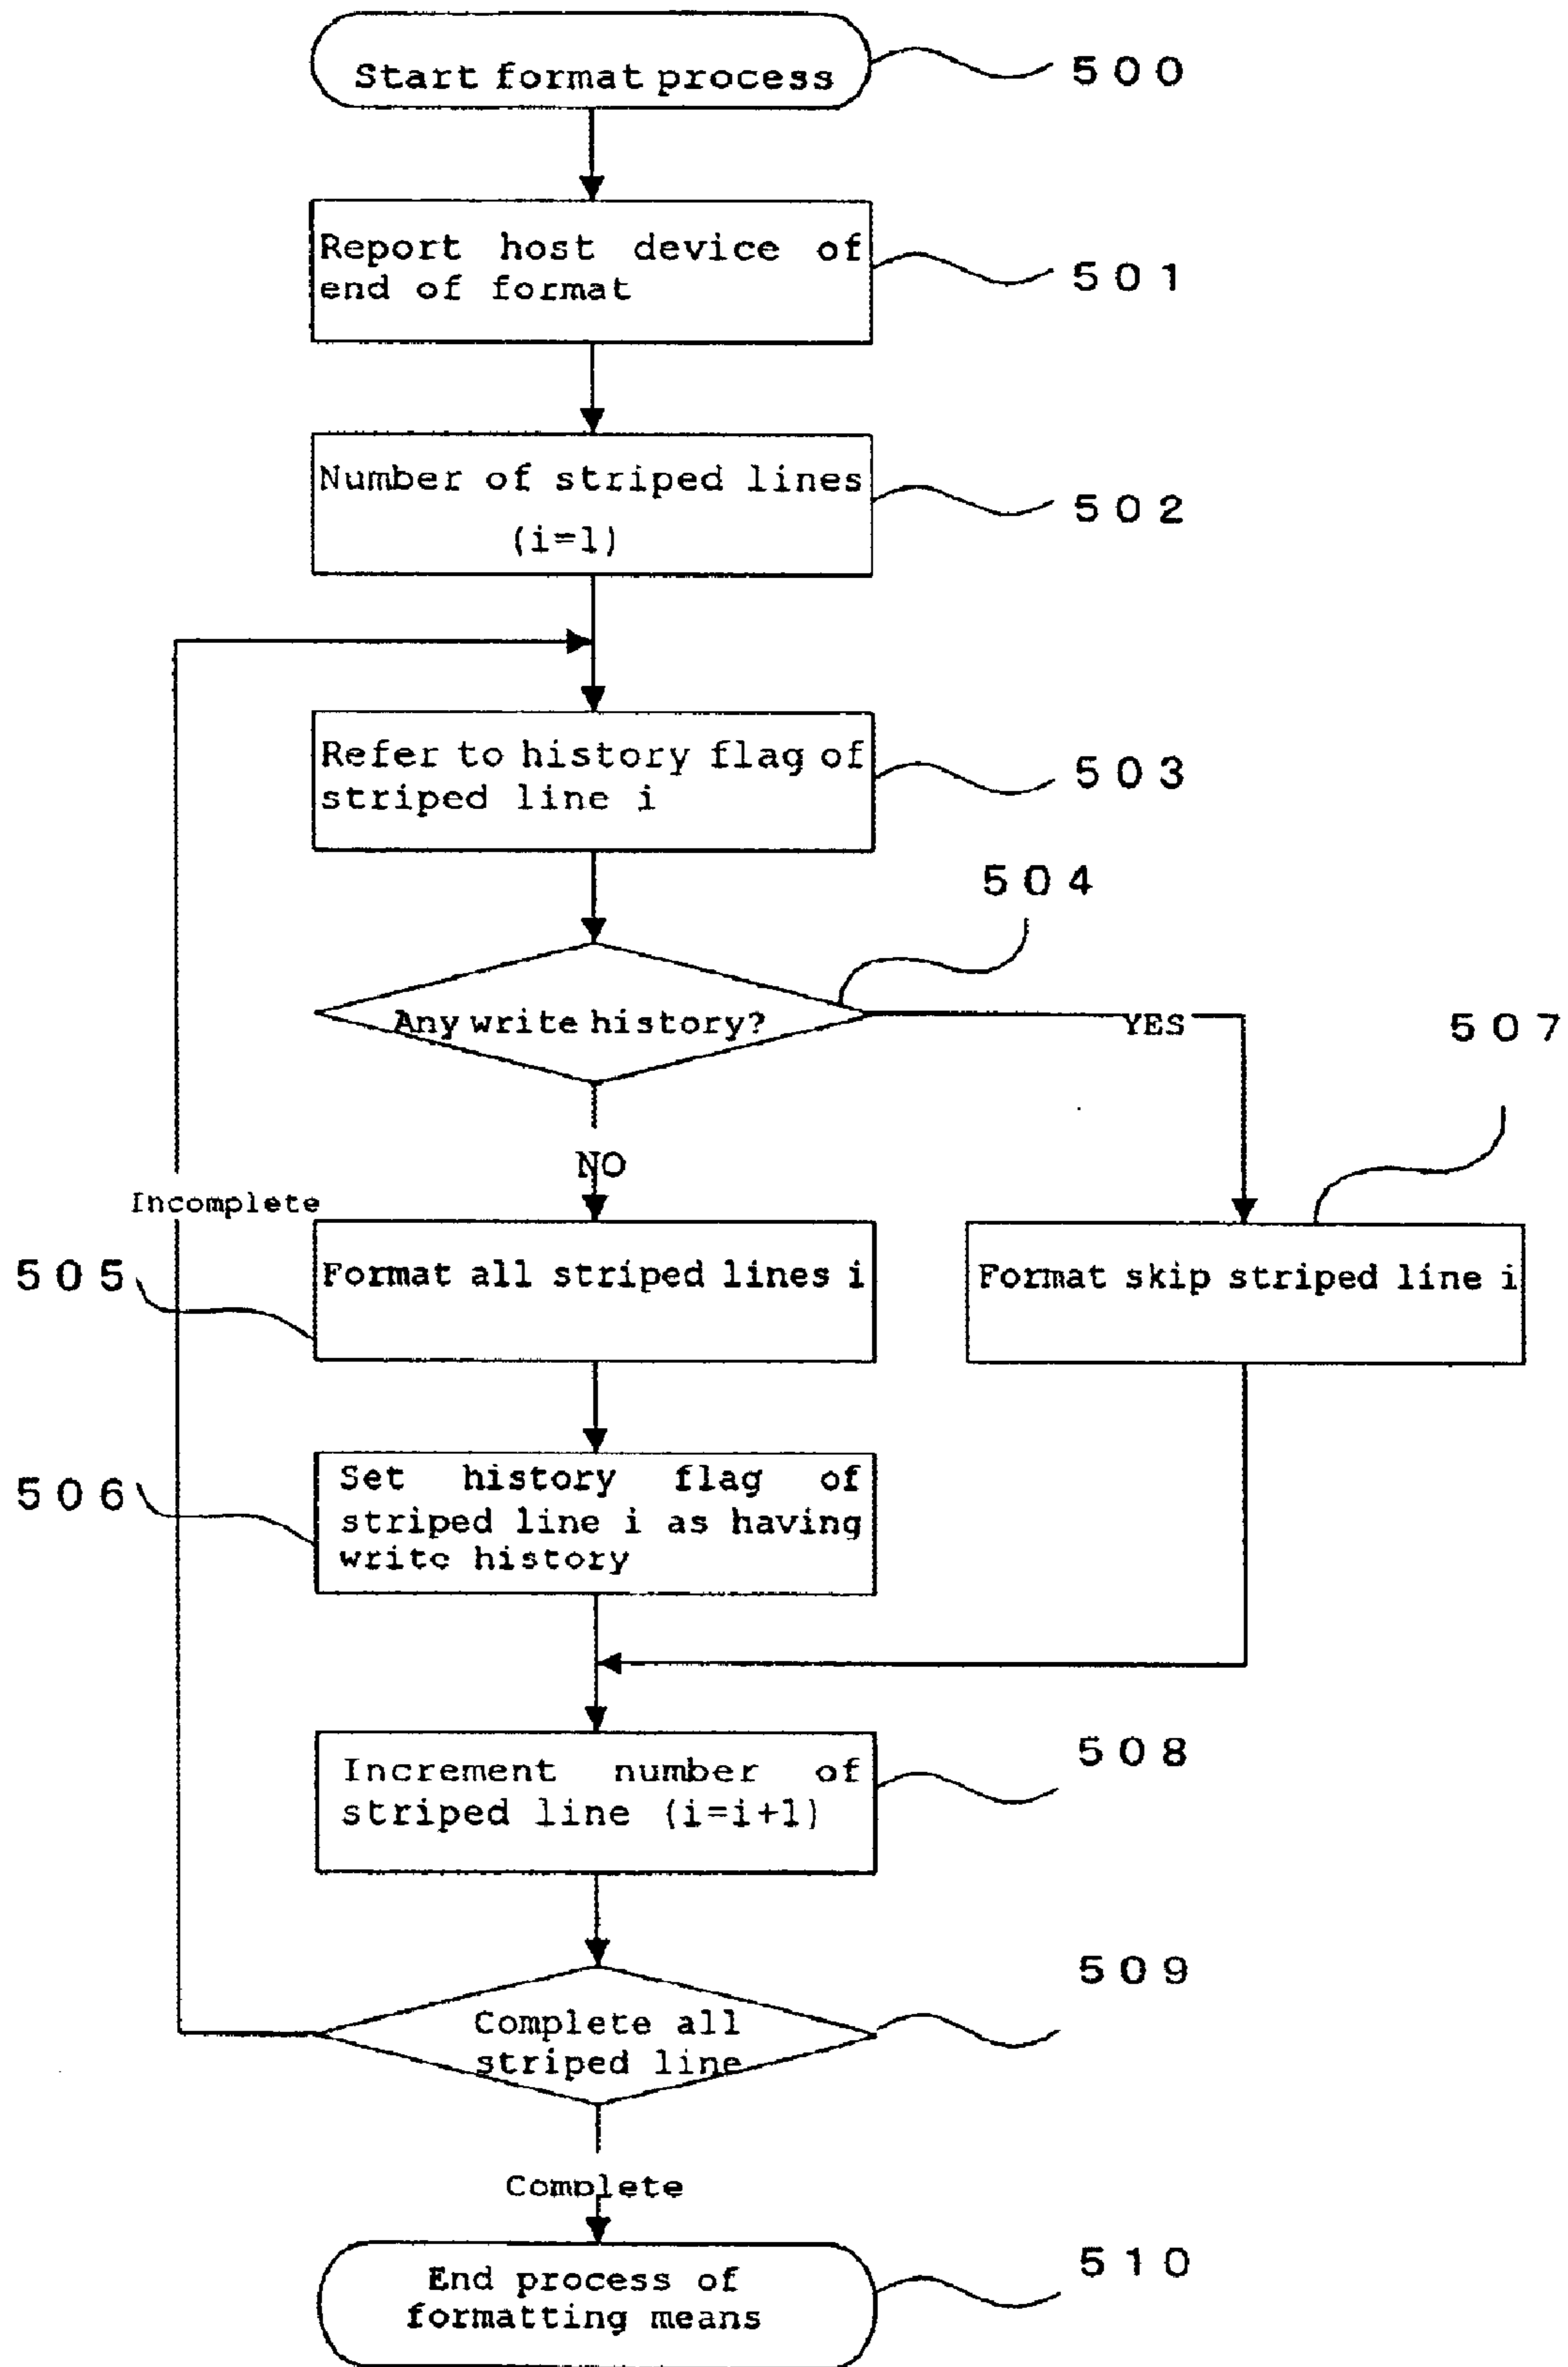 Start format process
500
Report host device of
end of format
501
Number of striped lines
(i=1)
502
Refer to history flag of
striped line i
503
504
Any write history?
YES
507
NO
Incomplete
505
Format all striped lines i
Format skip striped line i
506
Set history flag of
striped line i as having
write history
Increment number of
striped line (i=i+1)
508
509
Complete all
striped line
Complete
End process of
formatting means
510